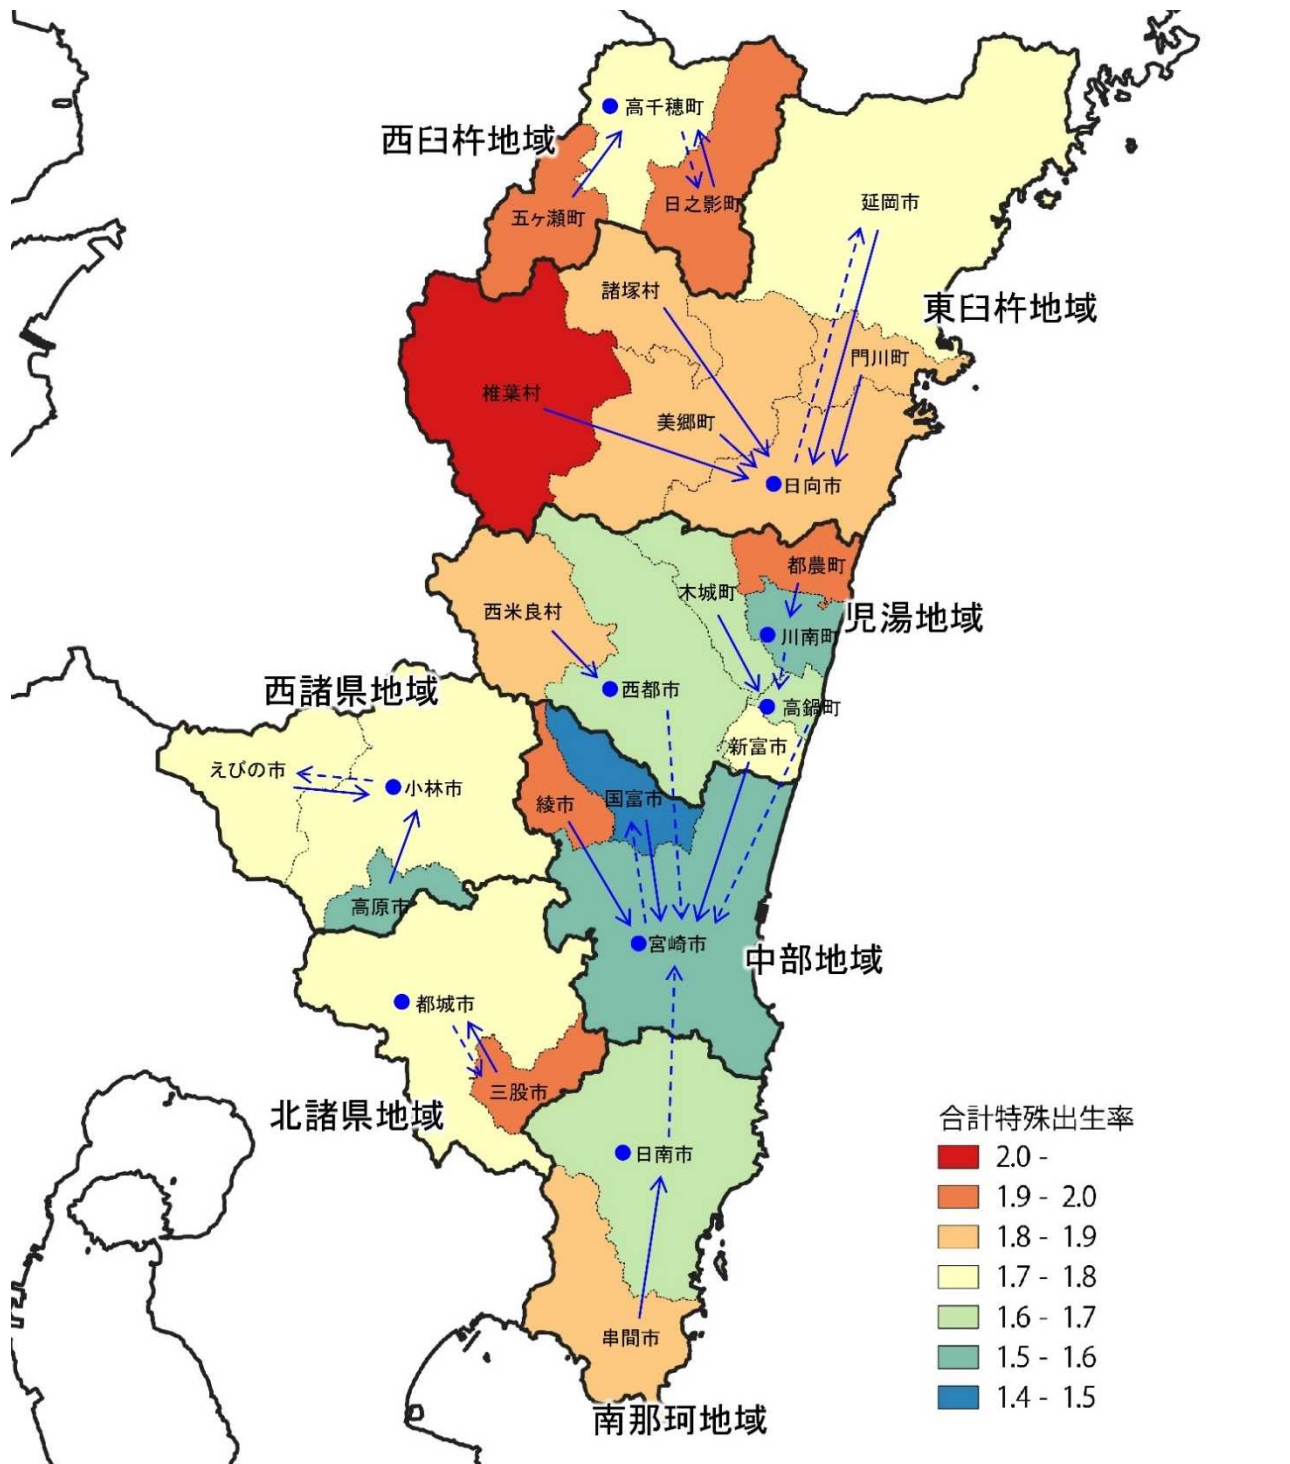 高千穂町
西臼杵地域
日之影町
延岡市
五ヶ瀬町
諸塚村
東臼杵地域
門川町
椎葉村
美郷町
日向市
都農町
木城町
西米良村
児湯地域
川南町
西諸県地域
西都市
高鍋町
新富市
えびの市
小林市
綾市
国富市
高原市
宮崎市
中部地域
都城市
三股市
北諸県地域
日南市
串間市
南那珂地域
合計特殊出生率
2.0 -
1.9 - 2.0
1.8 - 1.9
1.7 - 1.8
1.6 - 1.7
1.5 - 1.6
1.4 - 1.5